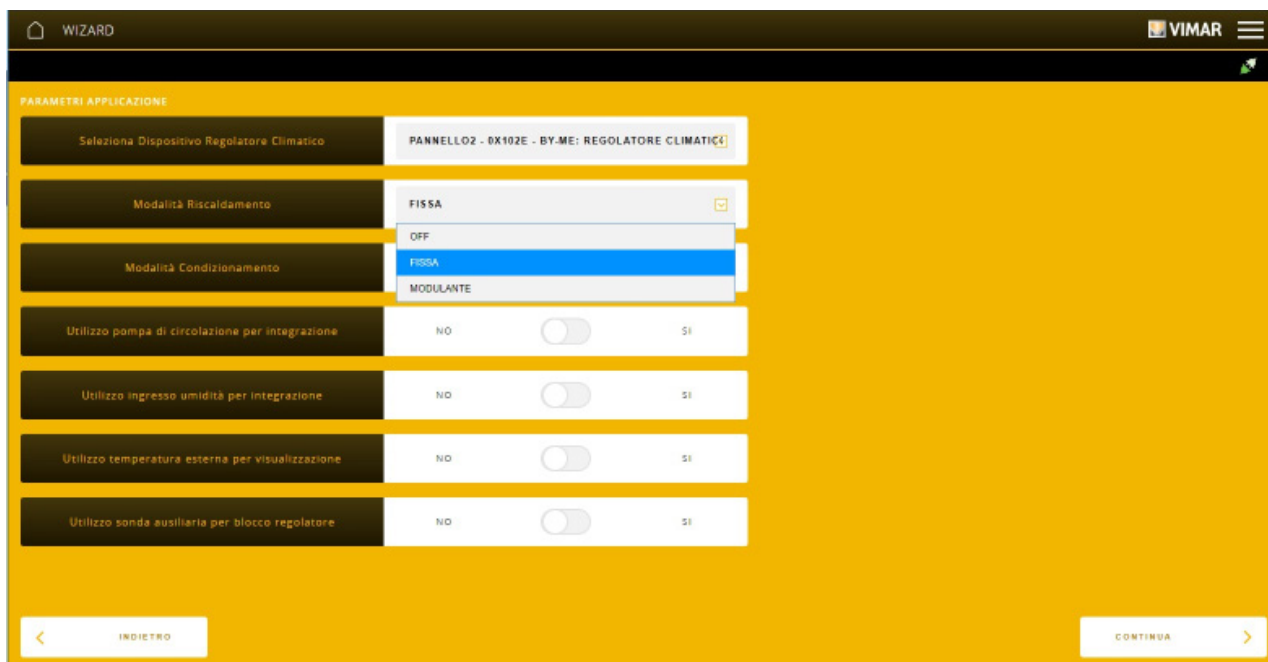 WIZARD
VIMAR
PARAMETRI APPLICAZIONE
Seleziona Dispositivo Regolatore Climatico
PANNELLO2 - 0X102E - BY-ME: REGOLATORE CLIMATIC
Modalità Riscaldamento
FISSA
OFF
FISSA
MODULANTE
Modalità Condizionamento
Utilizzo pompa di circolazione per integrazione
NO
SI
Utilizzo ingresso umidità per integrazione
NO
SI
Utilizzo temperatura esterna per visualizzazione
NO
SI
Utilizzo sonda ausiliaria per blocco regolatore
NO
SI
INDIETRO
CONTINUA